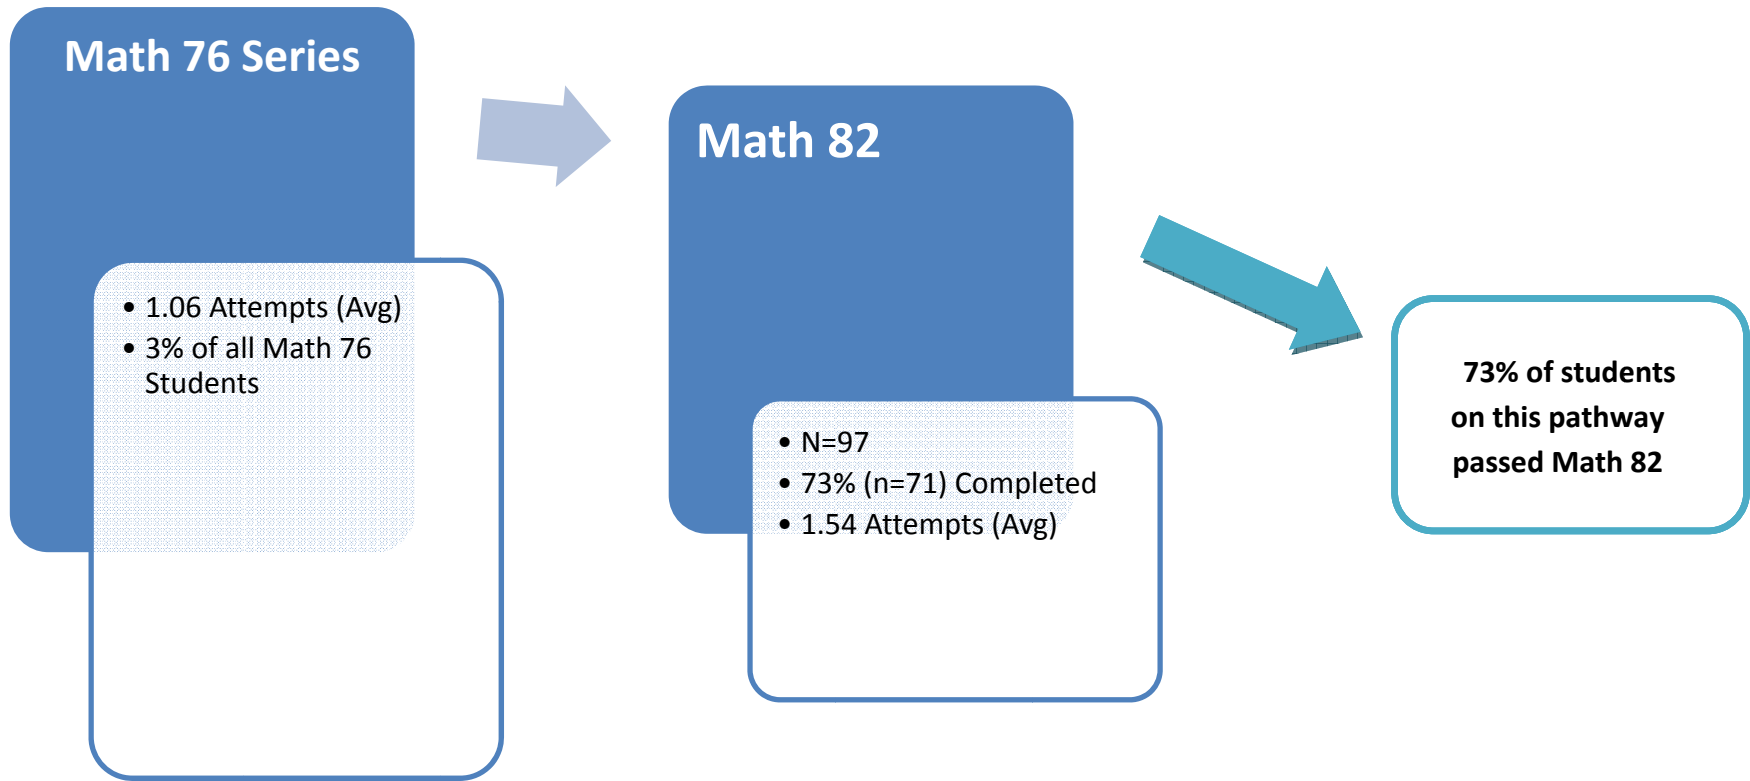 Math 76 Series
• 1.06 Attempts (Avg)
• 3% of all Math 76
Students
Math 82
• N=97
• 73% (n=71) Completed
• 1.54 Attempts (Avg)
73% of students
on this pathway
passed Math 82